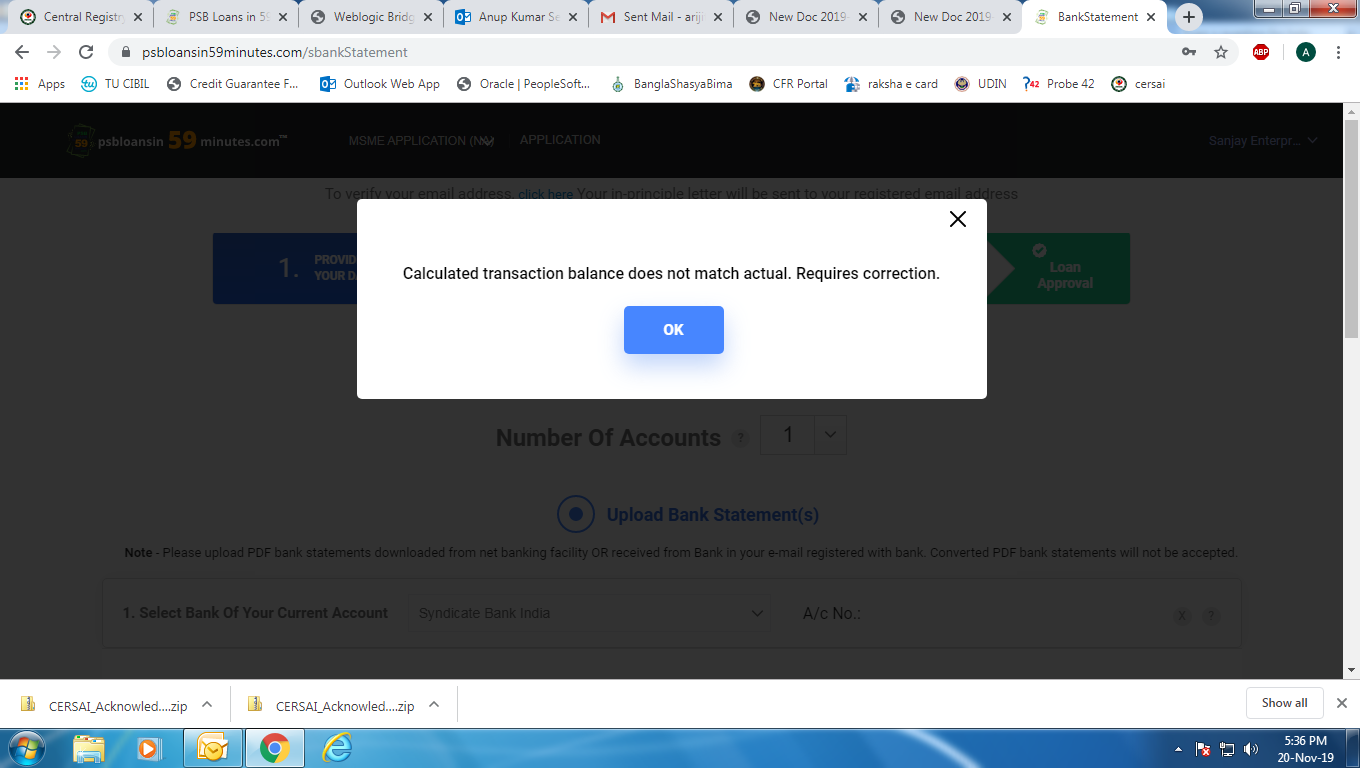 Central Registr
PSB Loans in 59
Weblogic Bridg
Anup Kumar Se
Sent Mail - ariji
New Doc 2019-
New Doc 2019
BankStatement
psbloansin59minutes.com/sbankStatement
ABP
A
Apps
TU CIBIL
Credit Guarantee F...
Outlook Web App
Oracle | PeopleSoft...
BanglaShasyaBima
CFR Portal
raksha e card
UDIN
Probe 42
cersai
psbloansin 59 minutes.com™
MSME APPLICATION (NA)
APPLICATION
Sanjay Enterpr...
To verify your email address, click here Your in-principle letter will be sent to your registered email address
1.
PROVID
YOUR DA
Loan
Approval
Calculated transaction balance does not match actual. Requires correction.
OK
Number Of Accounts ? 1
Upload Bank Statement(s)
Note - Please upload PDF bank statements downloaded from net banking facility OR received from Bank in your e-mail registered with bank. Converted PDF bank statements will not be accepted.
1. Select Bank Of Your Current Account
Syndicate Bank India
A/c No.:
X
?
CERSAI_Acknowled....zip
CERSAI_Acknowled....zip
Show all
5:36 PM
20-Nov-19